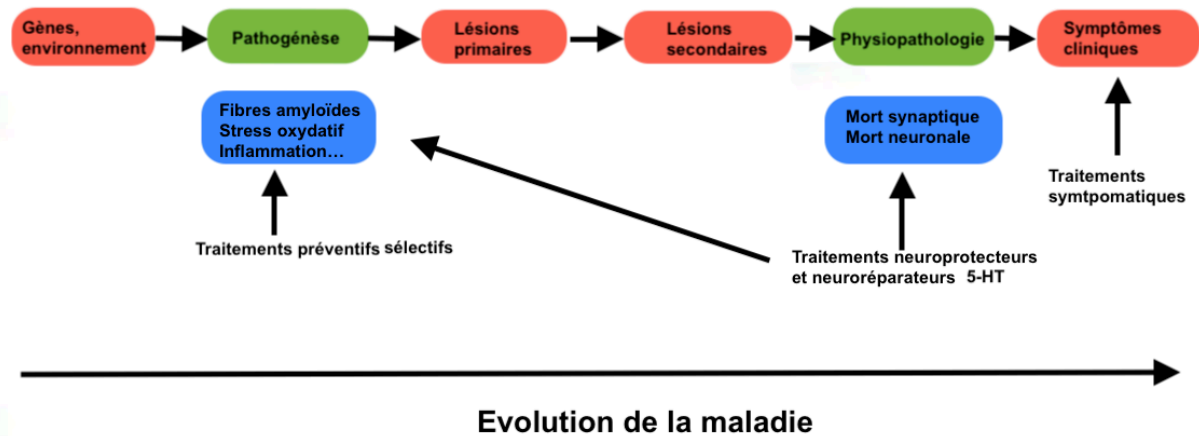 Gènes,
environnement
Pathogénèse
Lésions
primaires
Lésions
secondaires
Physiopathologie
Symptômes
cliniques
Fibres amyloïdes
Stress oxydatif
Inflammation…
Mort synaptique
Mort neuronale
Traitements
symtpomatiques
Traitements préventifs sélectifs
Traitements neuroprotecteurs
et neuroréparateurs 5-HT
Evolution de la maladie